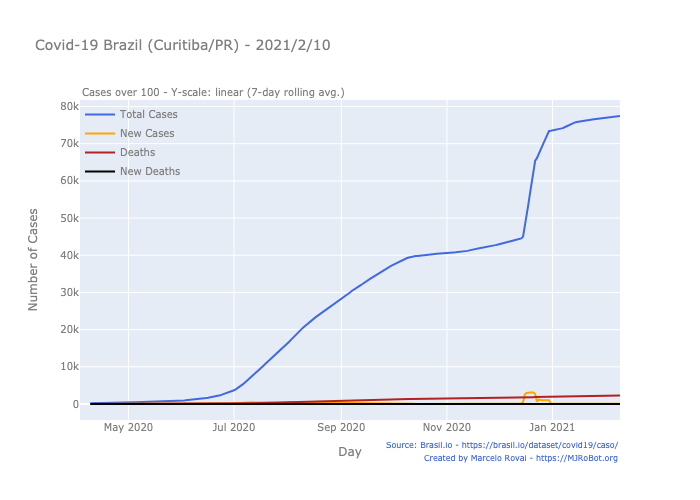 Covid-19 Brazil (Curitiba/PR) - 2021/2/10
Cases over 100 - Y-scale: linear (7-day rolling avg.)
Total Cases
New Cases
Deaths
New Deaths
Number of Cases
80k
70k
60k
50k
40k
30k
20k
10k
0
May 2020
Jul 2020
Sep 2020
Nov 2020
Jan 2021
Day
Source: Brasil.io - https://brasil.io/dataset/covid19/caso/
Created by Marcelo Rovai - https://MJRoBot.org